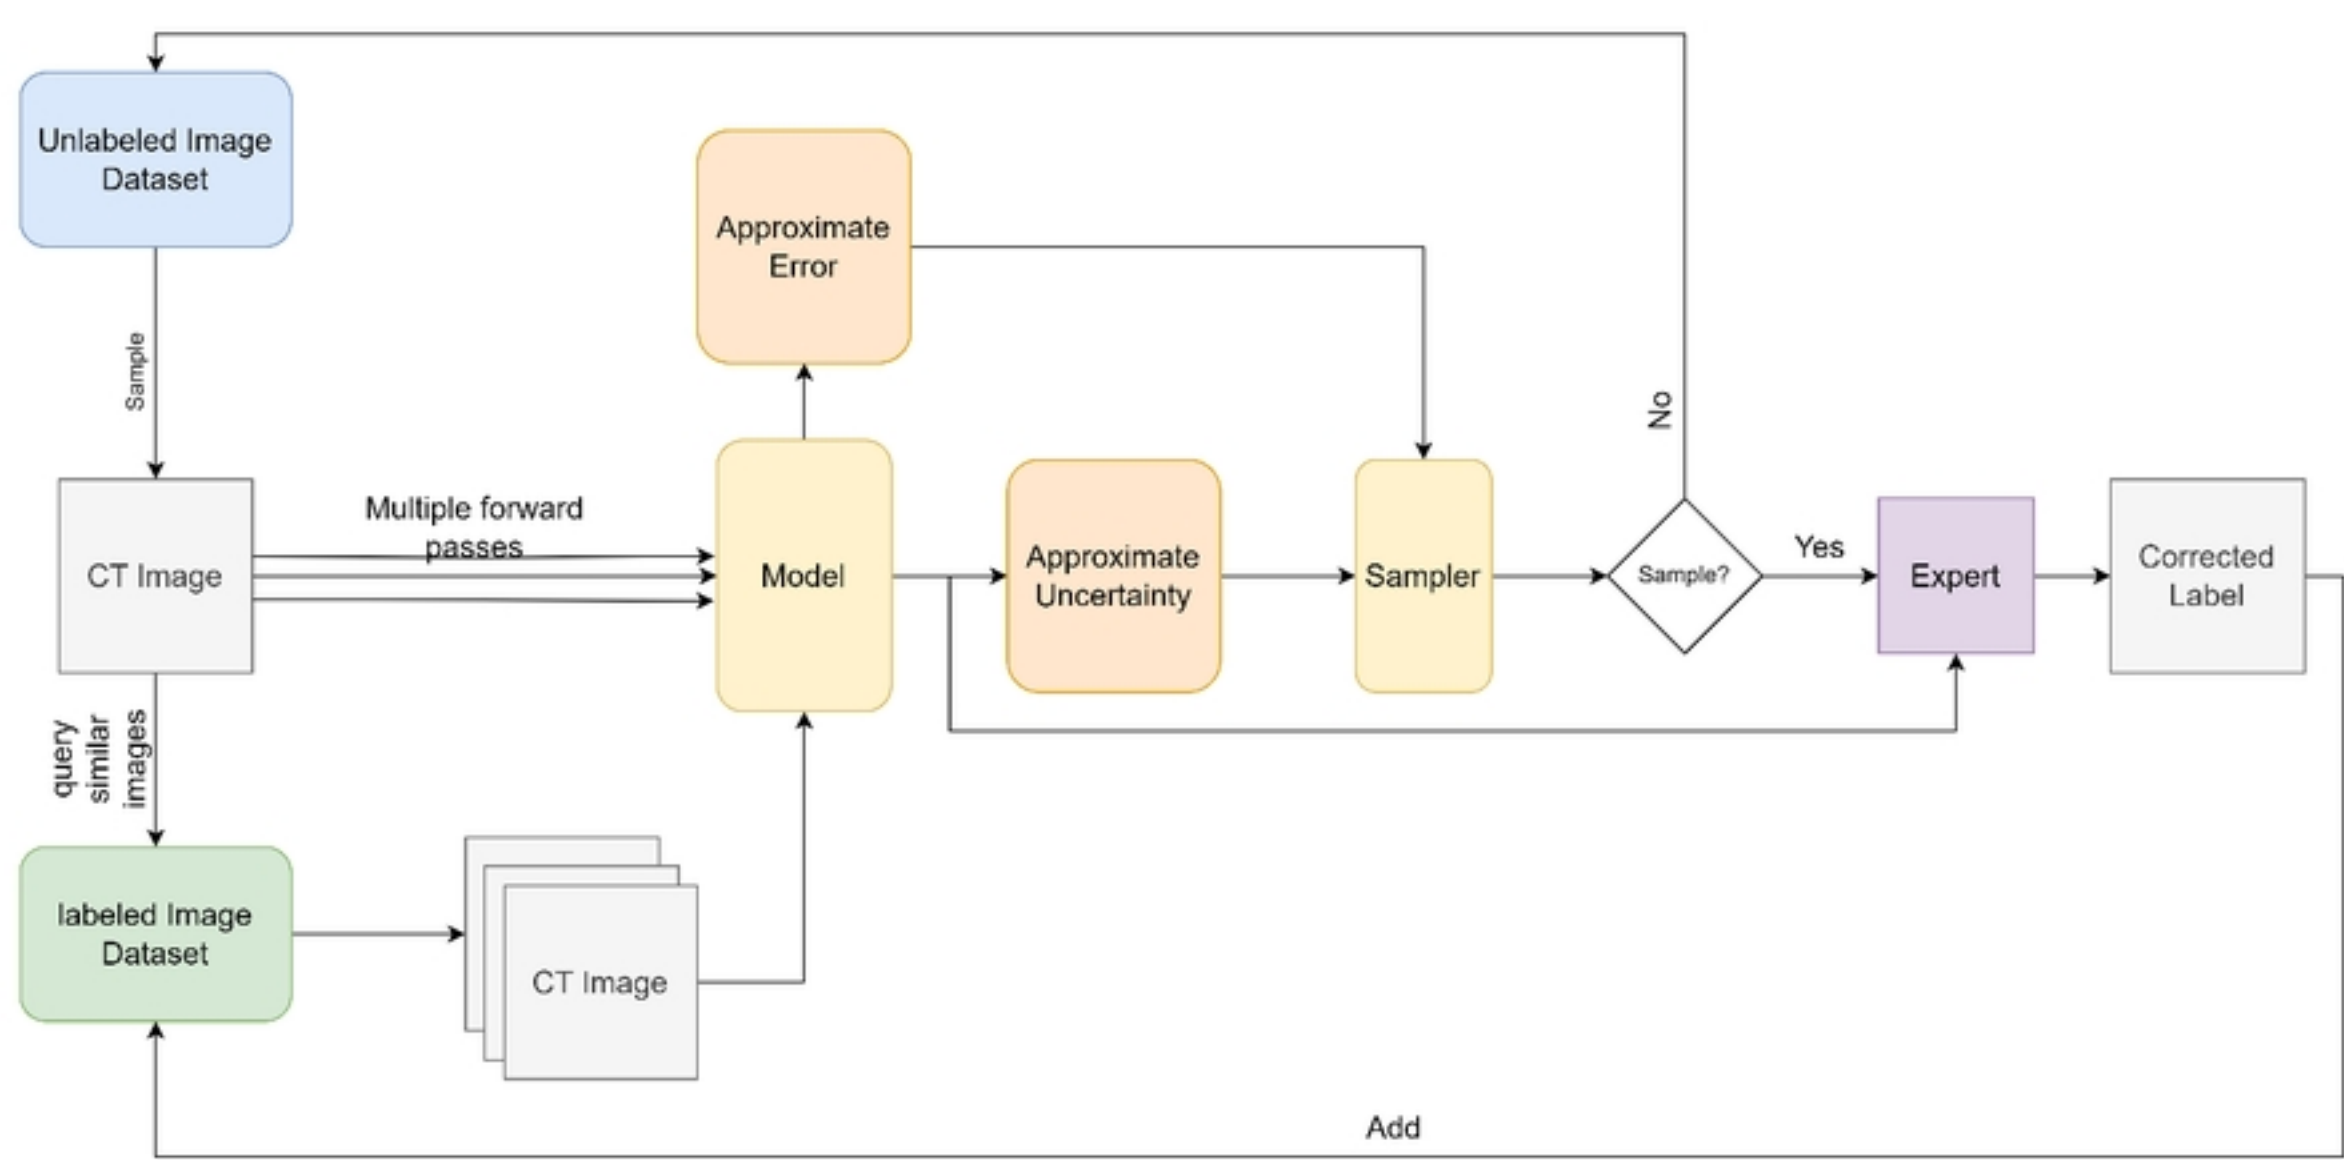 Unlabeled Image
Dataset
Sample
CT Image
Multiple forward
passes
query
similar
images
labeled Image
Dataset
CT Image
Approximate
Error
Model
Approximate
Uncertainty
Sampler
Sample?
No
Yes
Expert
Corrected
Label
Add